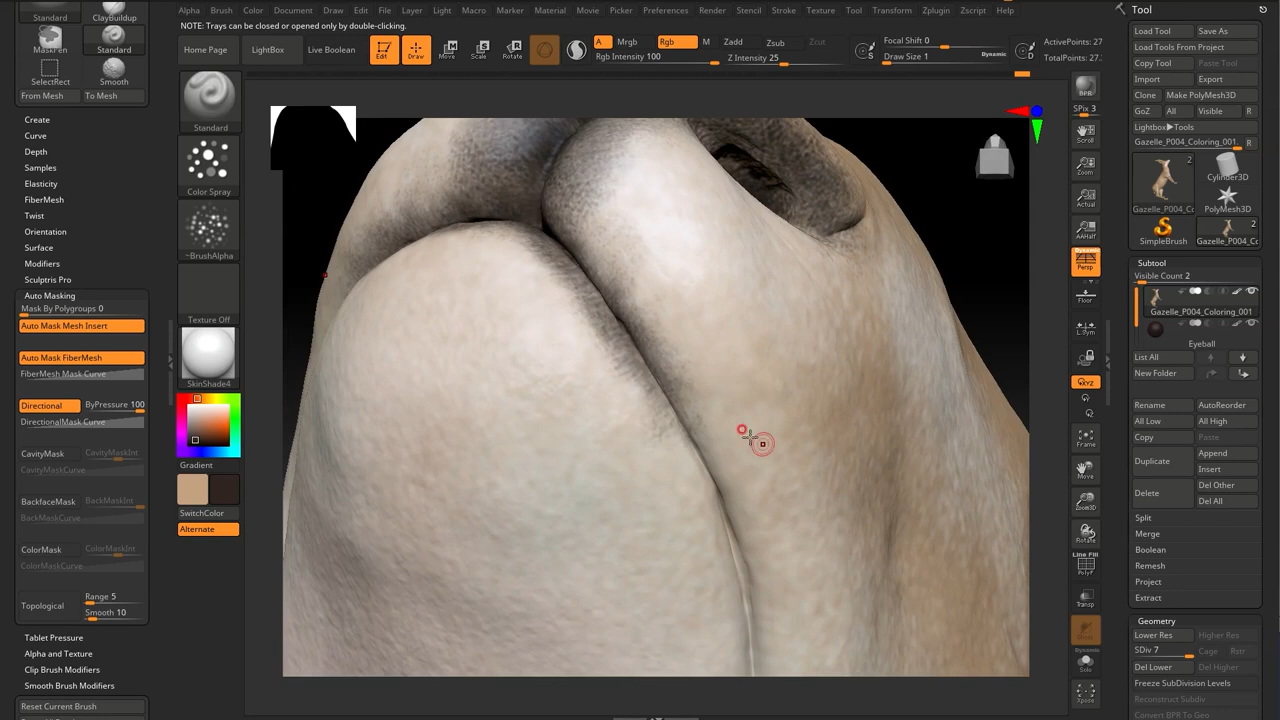 Alpha Brush Color Document Draw Edit File Layer Light Macro Marker Material Movie Picker Preferences Render Stencil Stroke Texture Tool Transform Zplugin Zscript Help
NOTE: Trays can be closed or opened only by double-clicking.
Standard ClayBuildup
MaskPen Standard
SelectRect Smooth
From Mesh To Mesh
Create
Curve
Depth
Samples
Elasticity
FiberMesh
Twist
Orientation
Surface
Modifiers
Sculptris Pro
Auto Masking
Mask By Polygroups 0
Auto Mask Mesh Insert
Auto Mask FiberMesh
FiberMesh Mask Curve
Directional ByPressure 100
DirectionalMask Curve
CavityMask CavityMaskInt
CavityMaskCurve
BackfaceMask BackMaskInt
BackMaskCurve
ColorMask ColorMaskInt
ColorMaskCurve
Topological Range 5
Smooth 10
Tablet Pressure
Alpha and Texture
Clip Brush Modifiers
Smooth Brush Modifiers
Reset Current Brush
Home Page LightBox Live Boolean
Edit Draw Move Scale Rotate
A Mrgb Rgb M Zadd Zsub Zcut
Rgb Intensity 100 Z Intensity 25
Focal Shift 0
Draw Size 1 Dynamic
S D
ActivePoints: 27
TotalPoints: 27.
Standard
Color Spray
~BrushAlpha
Texture Off
SkinShade4
Gradient
SwitchColor
Alternate
BPR
SPix 3
Scroll
Zoom
Actual
AAHalf
Dynamic
Persp
Floor
L.Sym
XYZ
Frame
Move
Zoom3D
Rotate
Line Fill
PolyF
Transp
Dynamic
Solo
Xpose
Tool
Load Tool Save As
Load Tools From Project
Copy Tool Paste Tool
Import Export
Clone Make PolyMesh3D
GoZ All Visible R
Lightbox▶Tools
Gazelle_P004_Coloring_001. R
2
Gazelle_P004_Co Cylinder3D
PolyMesh3D
2
SimpleBrush Gazelle_P004_Co
Subtool
Visible Count 2
Gazelle_P004_Coloring_001
Eyeball
List All
New Folder
Rename AutoReorder
All Low All High
Copy Paste
Duplicate Append
Insert
Delete Del Other
Del All
Split
Merge
Boolean
Remesh
Project
Extract
Geometry
Lower Res Higher Res
SDiv 7 Cage Rstr
Del Lower Del Higher
Freeze SubDivision Levels
Reconstruct Subdiv
Convert BPR To Geo